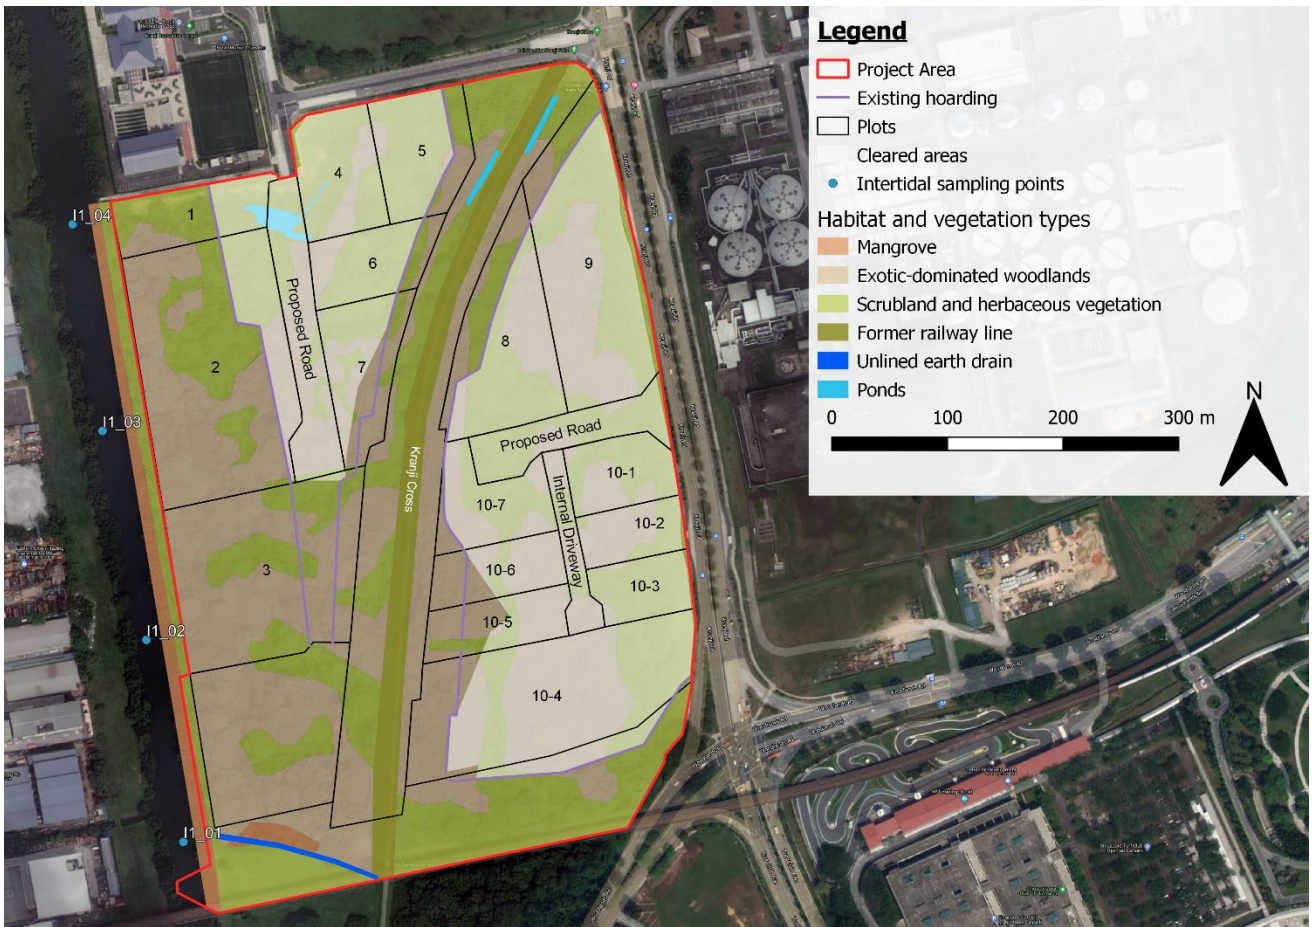 Legend
Project Area
Existing hoarding
Plots
Cleared areas
Intertidal sampling points
Habitat and vegetation types
Mangrove
Exotic-dominated woodlands
Scrubland and herbaceous vegetation
Former railway line
Unlined earth drain
Ponds
0 100 200 300 m
N
I1_04
I1_03
I1_02
I1_01
1
2
3
4
5
6
7
8
9
10-1
10-2
10-3
10-4
10-5
10-6
10-7
Proposed Road
Proposed Road
Internal Driveway
Kranji Cross